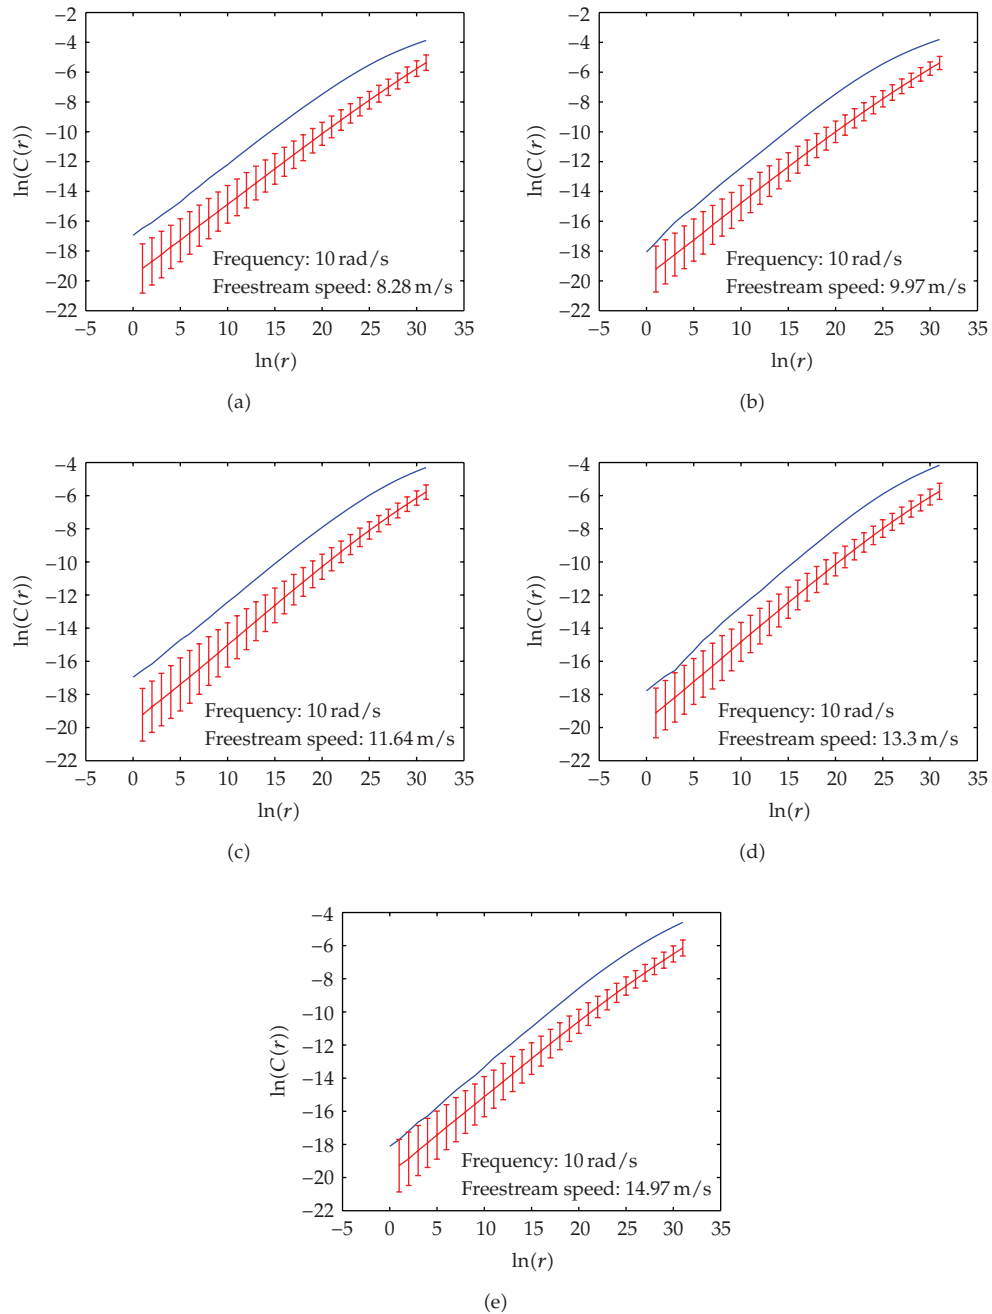 −2
−4
−6
−8
−10
−12
−14
−16
−18
−20
−22
ln(C(r))
Frequency: 10 rad/s
Freestream speed: 8.28 m/s
−5 0 5 10 15 20 25 30 35
ln(r)
(a)
−2
−4
−6
−8
−10
−12
−14
−16
−18
−20
−22
ln(C(r))
Frequency: 10 rad/s
Freestream speed: 9.97 m/s
−5 0 5 10 15 20 25 30 35
ln(r)
(b)
−4
−6
−8
−10
−12
−14
−16
−18
−20
−22
ln(C(r))
Frequency: 10 rad/s
Freestream speed: 11.64 m/s
−5 0 5 10 15 20 25 30 35
ln(r)
(c)
−4
−6
−8
−10
−12
−14
−16
−18
−20
−22
ln(C(r))
Frequency: 10 rad/s
Freestream speed: 13.3 m/s
−5 0 5 10 15 20 25 30 35
ln(r)
(d)
−4
−6
−8
−10
−12
−14
−16
−18
−20
−22
ln(C(r))
Frequency: 10 rad/s
Freestream speed: 14.97 m/s
−5 0 5 10 15 20 25 30 35
ln(r)
(e)